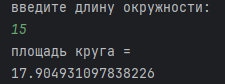 введите длину окружности:
15
площадь круга =
17.904931097838226